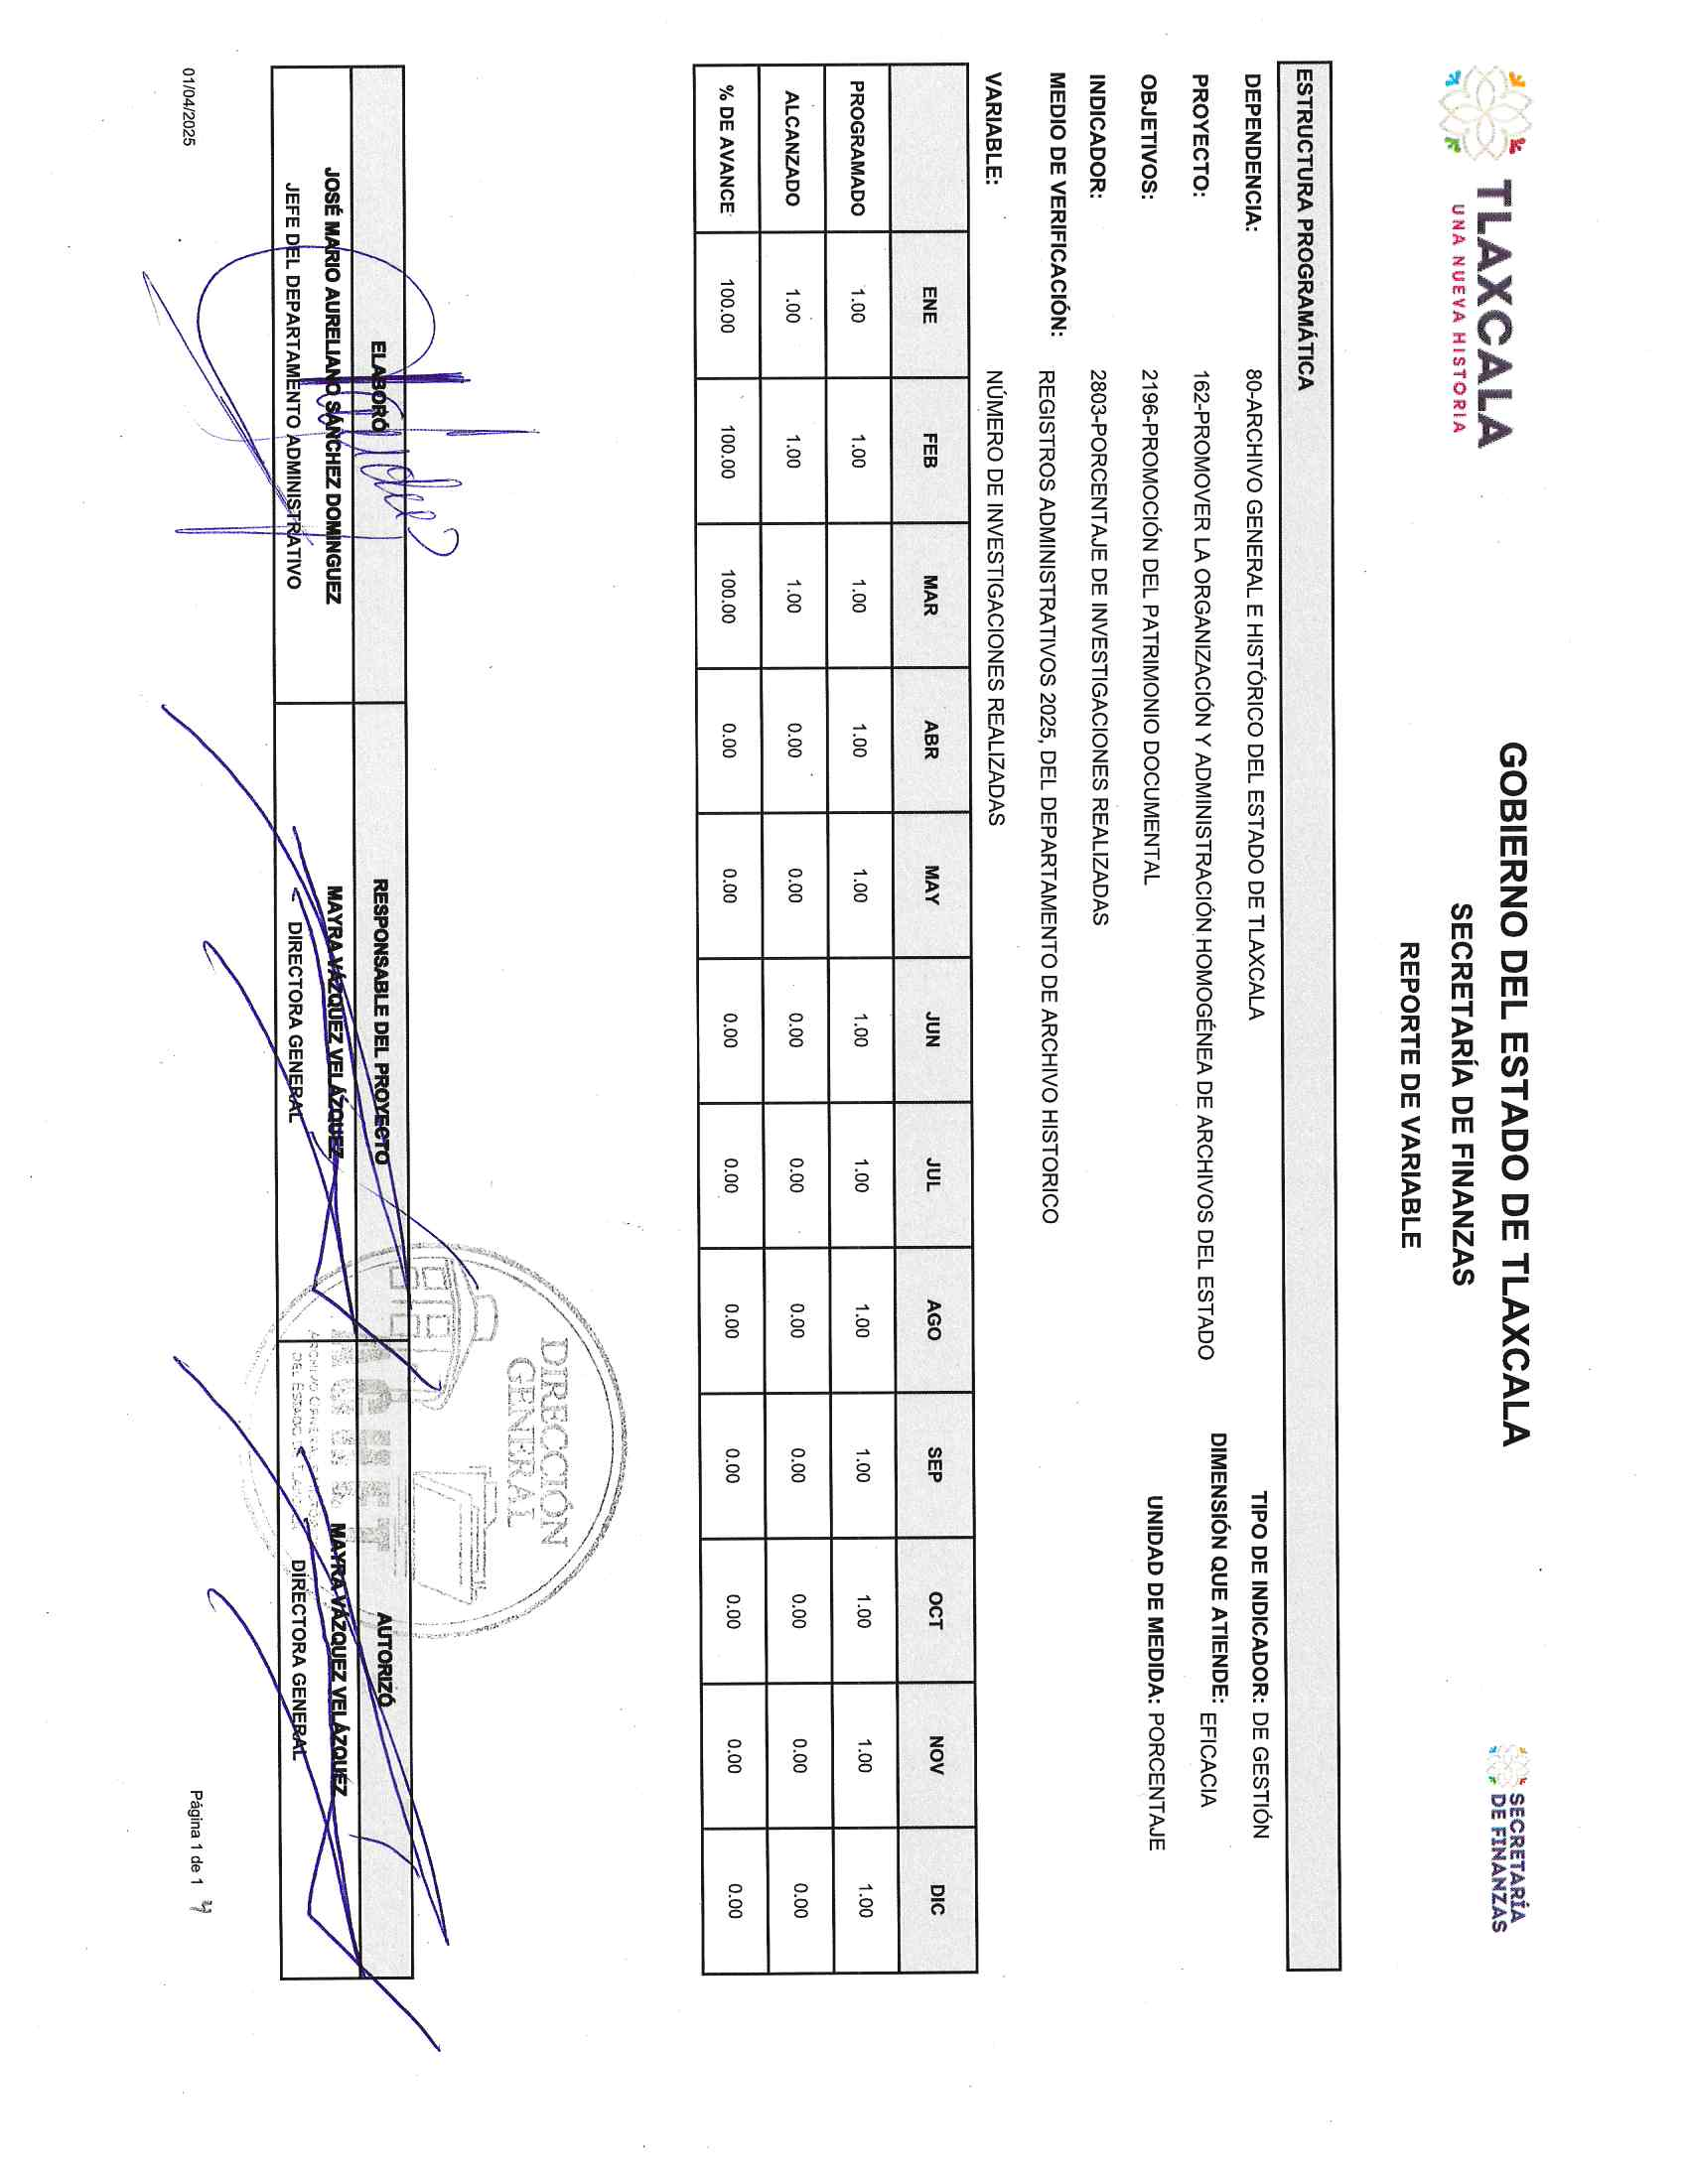 TLAXCALA
UNA NUEVA HISTORIA
GOBIERNO DEL ESTADO DE TLAXCALA
SECRETARÍA DE FINANZAS
REPORTE DE VARIABLE
SECRETARÍA
DE FINANZAS
ESTRUCTURA PROGRAMÁTICA
DEPENDENCIA: 80-ARCHIVO GENERAL E HISTÓRICO DEL ESTADO DE TLAXCALA TIPO DE INDICADOR: DE GESTIÓN
PROYECTO: 162-PROMOVER LA ORGANIZACIÓN Y ADMINISTRACIÓN HOMOGÉNEA DE ARCHIVOS DEL ESTADO DIMENSIÓN QUE ATIENDE: EFICACIA
OBJETIVOS: 2196-PROMOCIÓN DEL PATRIMONIO DOCUMENTAL UNIDAD DE MEDIDA: PORCENTAJE
INDICADOR: 2803-PORCENTAJE DE INVESTIGACIONES REALIZADAS
MEDIO DE VERIFICACIÓN: REGISTROS ADMINISTRATIVOS 2025, DEL DEPARTAMENTO DE ARCHIVO HISTORICO
VARIABLE: NÚMERO DE INVESTIGACIONES REALIZADAS
ENE FEB MAR ABR MAY JUN JUL AGO SEP OCT NOV DIC
PROGRAMADO 1.00 1.00 1.00 1.00 1.00 1.00 1.00 1.00 1.00 1.00 1.00 1.00
ALCANZADO 1.00 1.00 1.00 0.00 0.00 0.00 0.00 0.00 0.00 0.00 0.00 0.00
% DE AVANCE 100.00 100.00 100.00 0.00 0.00 0.00 0.00 0.00 0.00 0.00 0.00 0.00
DIRECCIÓN
GENERAL
ELABORÓ RESPONSABLE DEL PROYECTO AUTORIZÓ
JOSÉ MARIO AURELIANO SÁNCHEZ DOMINGUEZ MAYRA VÁZQUEZ VELÁZQUEZ MAYRA VÁZQUEZ VELÁZQUEZ
JEFE DEL DEPARTAMENTO ADMINISTRATIVO DIRECTORA GENERAL DIRECTORA GENERAL
01/04/2025 Página 1 de 1